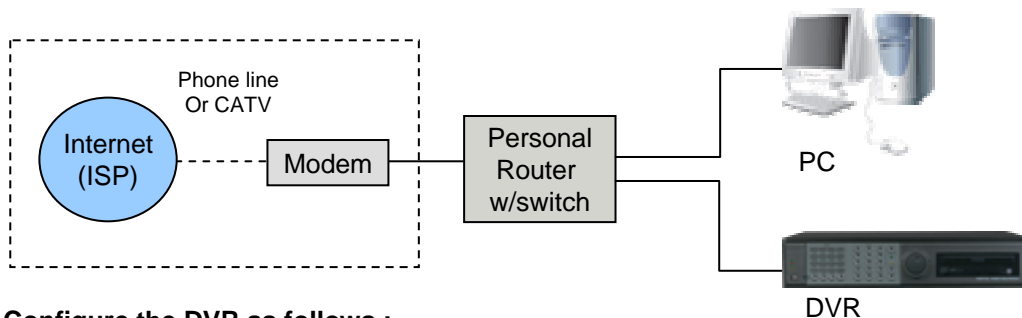 Phone line
Or CATV
Internet
(ISP)
Modem
Personal
Router
w/switch
PC
DVR
Configure the DVR as follows :